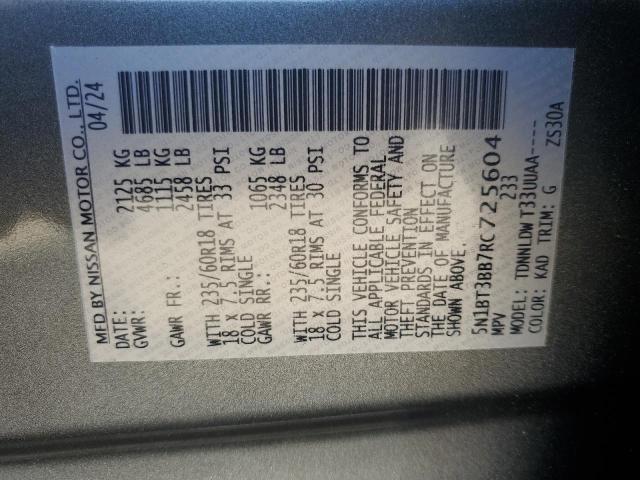 MFD BY NISSAN MOTOR CO., LTD.
DATE: 04/24
GVWR: 2125 KG
4685 LB
GAWR FR.: 1115 KG
2458 LB
WITH 235/60R18 TIRES
18 x 7.5 RIMS AT 33 PSI
COLD SINGLE
GAWR RR.: 1065 KG
2348 LB
WITH 235/60R18 TIRES
18 x 7.5 RIMS AT 30 PSI
COLD SINGLE
THIS VEHICLE CONFORMS TO
ALL APPLICABLE FEDERAL
MOTOR VEHICLE SAFETY AND
THEFT PREVENTION
STANDARDS IN EFFECT ON
THE DATE OF MANUFACTURE
SHOWN ABOVE.
5N1BT3BB7RC725604
MPV 233
MODEL: TDNNLDW T33UUAA----
COLOR: KAD TRIM: G ZS30A